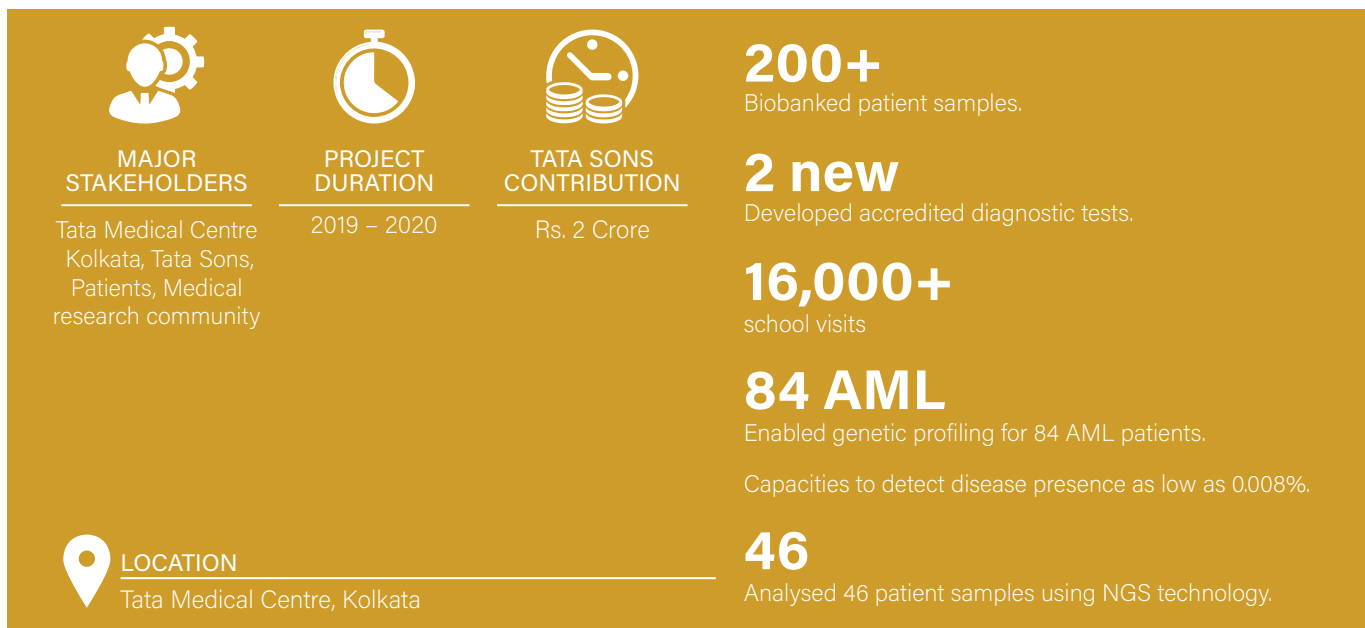 MAJOR
STAKEHOLDERS
Tata Medical Centre
Kolkata, Tata Sons,
Patients, Medical
research community
PROJECT
DURATION
2019 – 2020
TATA SONS
CONTRIBUTION
Rs. 2 Crore
LOCATION
Tata Medical Centre, Kolkata
200+
Biobanked patient samples.
2 new
Developed accredited diagnostic tests.
16,000+
school visits
84 AML
Enabled genetic profiling for 84 AML patients.
Capacities to detect disease presence as low as 0.008%.
46
Analysed 46 patient samples using NGS technology.